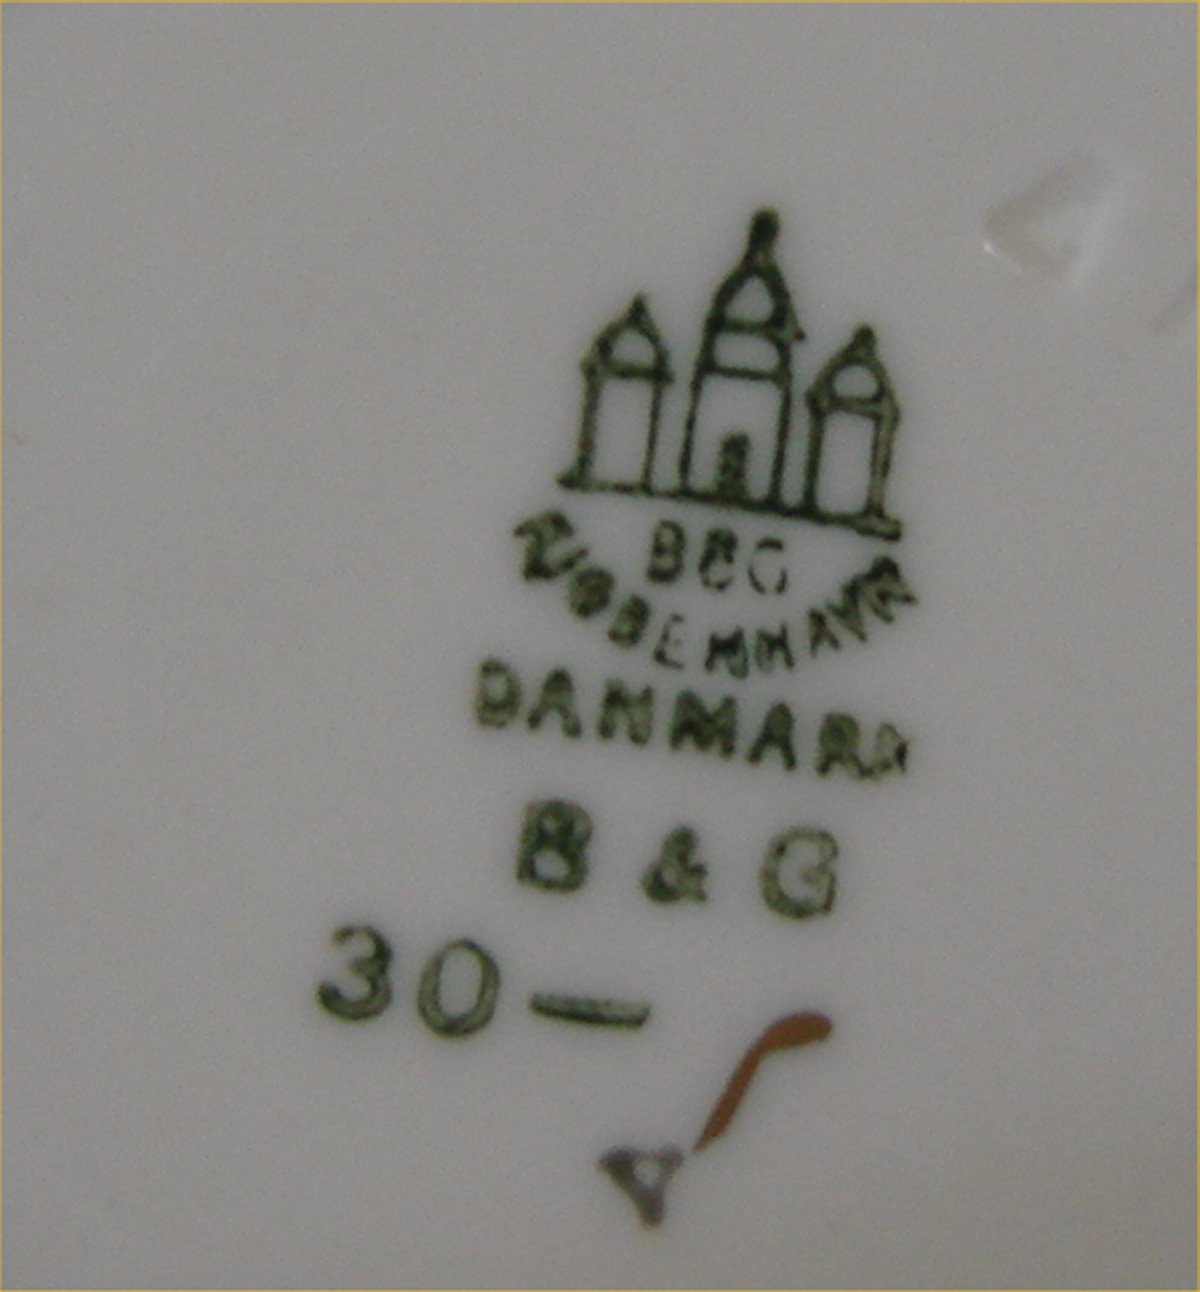 B&G
KJØBENHAVN
DANMARK
B & G
30—